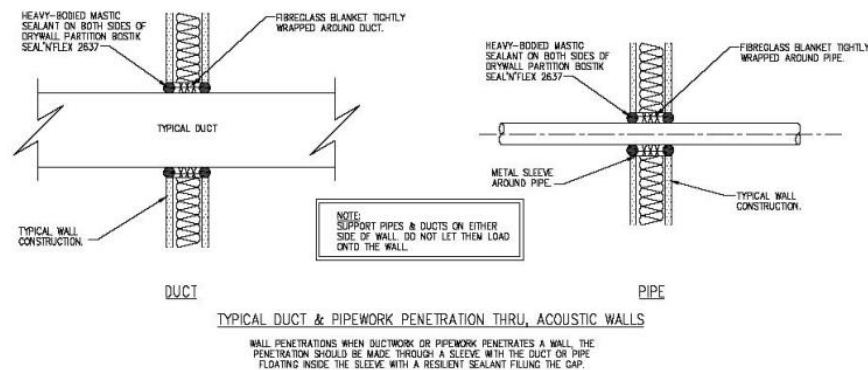 HEAVY-BODIED MASTIC
SEALANT ON BOTH SIDES OF
DRYWALL PARTITION BOSTIK
SEAL'N'FLEX 2637
FIBREGLASS BLANKET TIGHTLY
WRAPPED AROUND DUCT.
TYPICAL DUCT
TYPICAL WALL
CONSTRUCTION.
DUCT
HEAVY-BODIED MASTIC
SEALANT ON BOTH SIDES OF
DRYWALL PARTITION BOSTIK
SEAL'N'FLEX 2637
FIBREGLASS BLANKET TIGHTLY
WRAPPED AROUND PIPE.
METAL SLEEVE
AROUND PIPE.
TYPICAL WALL
CONSTRUCTION.
PIPE
NOTE:
SUPPORT PIPES & DUCTS ON EITHER
SIDE OF WALL. DO NOT LET THEM LOAD
ONTO THE WALL.
TYPICAL DUCT & PIPEWORK PENETRATION THRU, ACOUSTIC WALLS
WALL PENETRATIONS WHEN DUCTWORK OR PIPEWORK PENETRATES A WALL, THE
PENETRATION SHOULD BE MADE THROUGH A SLEEVE WITH THE DUCT OR PIPE
FLOATING INSIDE THE SLEEVE WITH A RESILIENT SEALANT FILLING THE GAP.